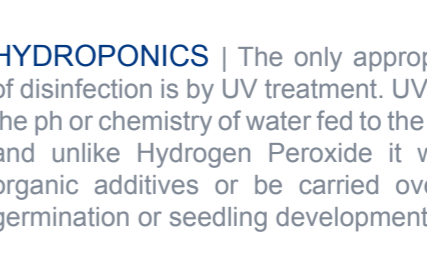 HYDROPONICS | The only approp
of disinfection is by UV treatment. UV
the ph or chemistry of water fed to the
and unlike Hydrogen Peroxide it w
organic additives or be carried ove
germination or seedling development